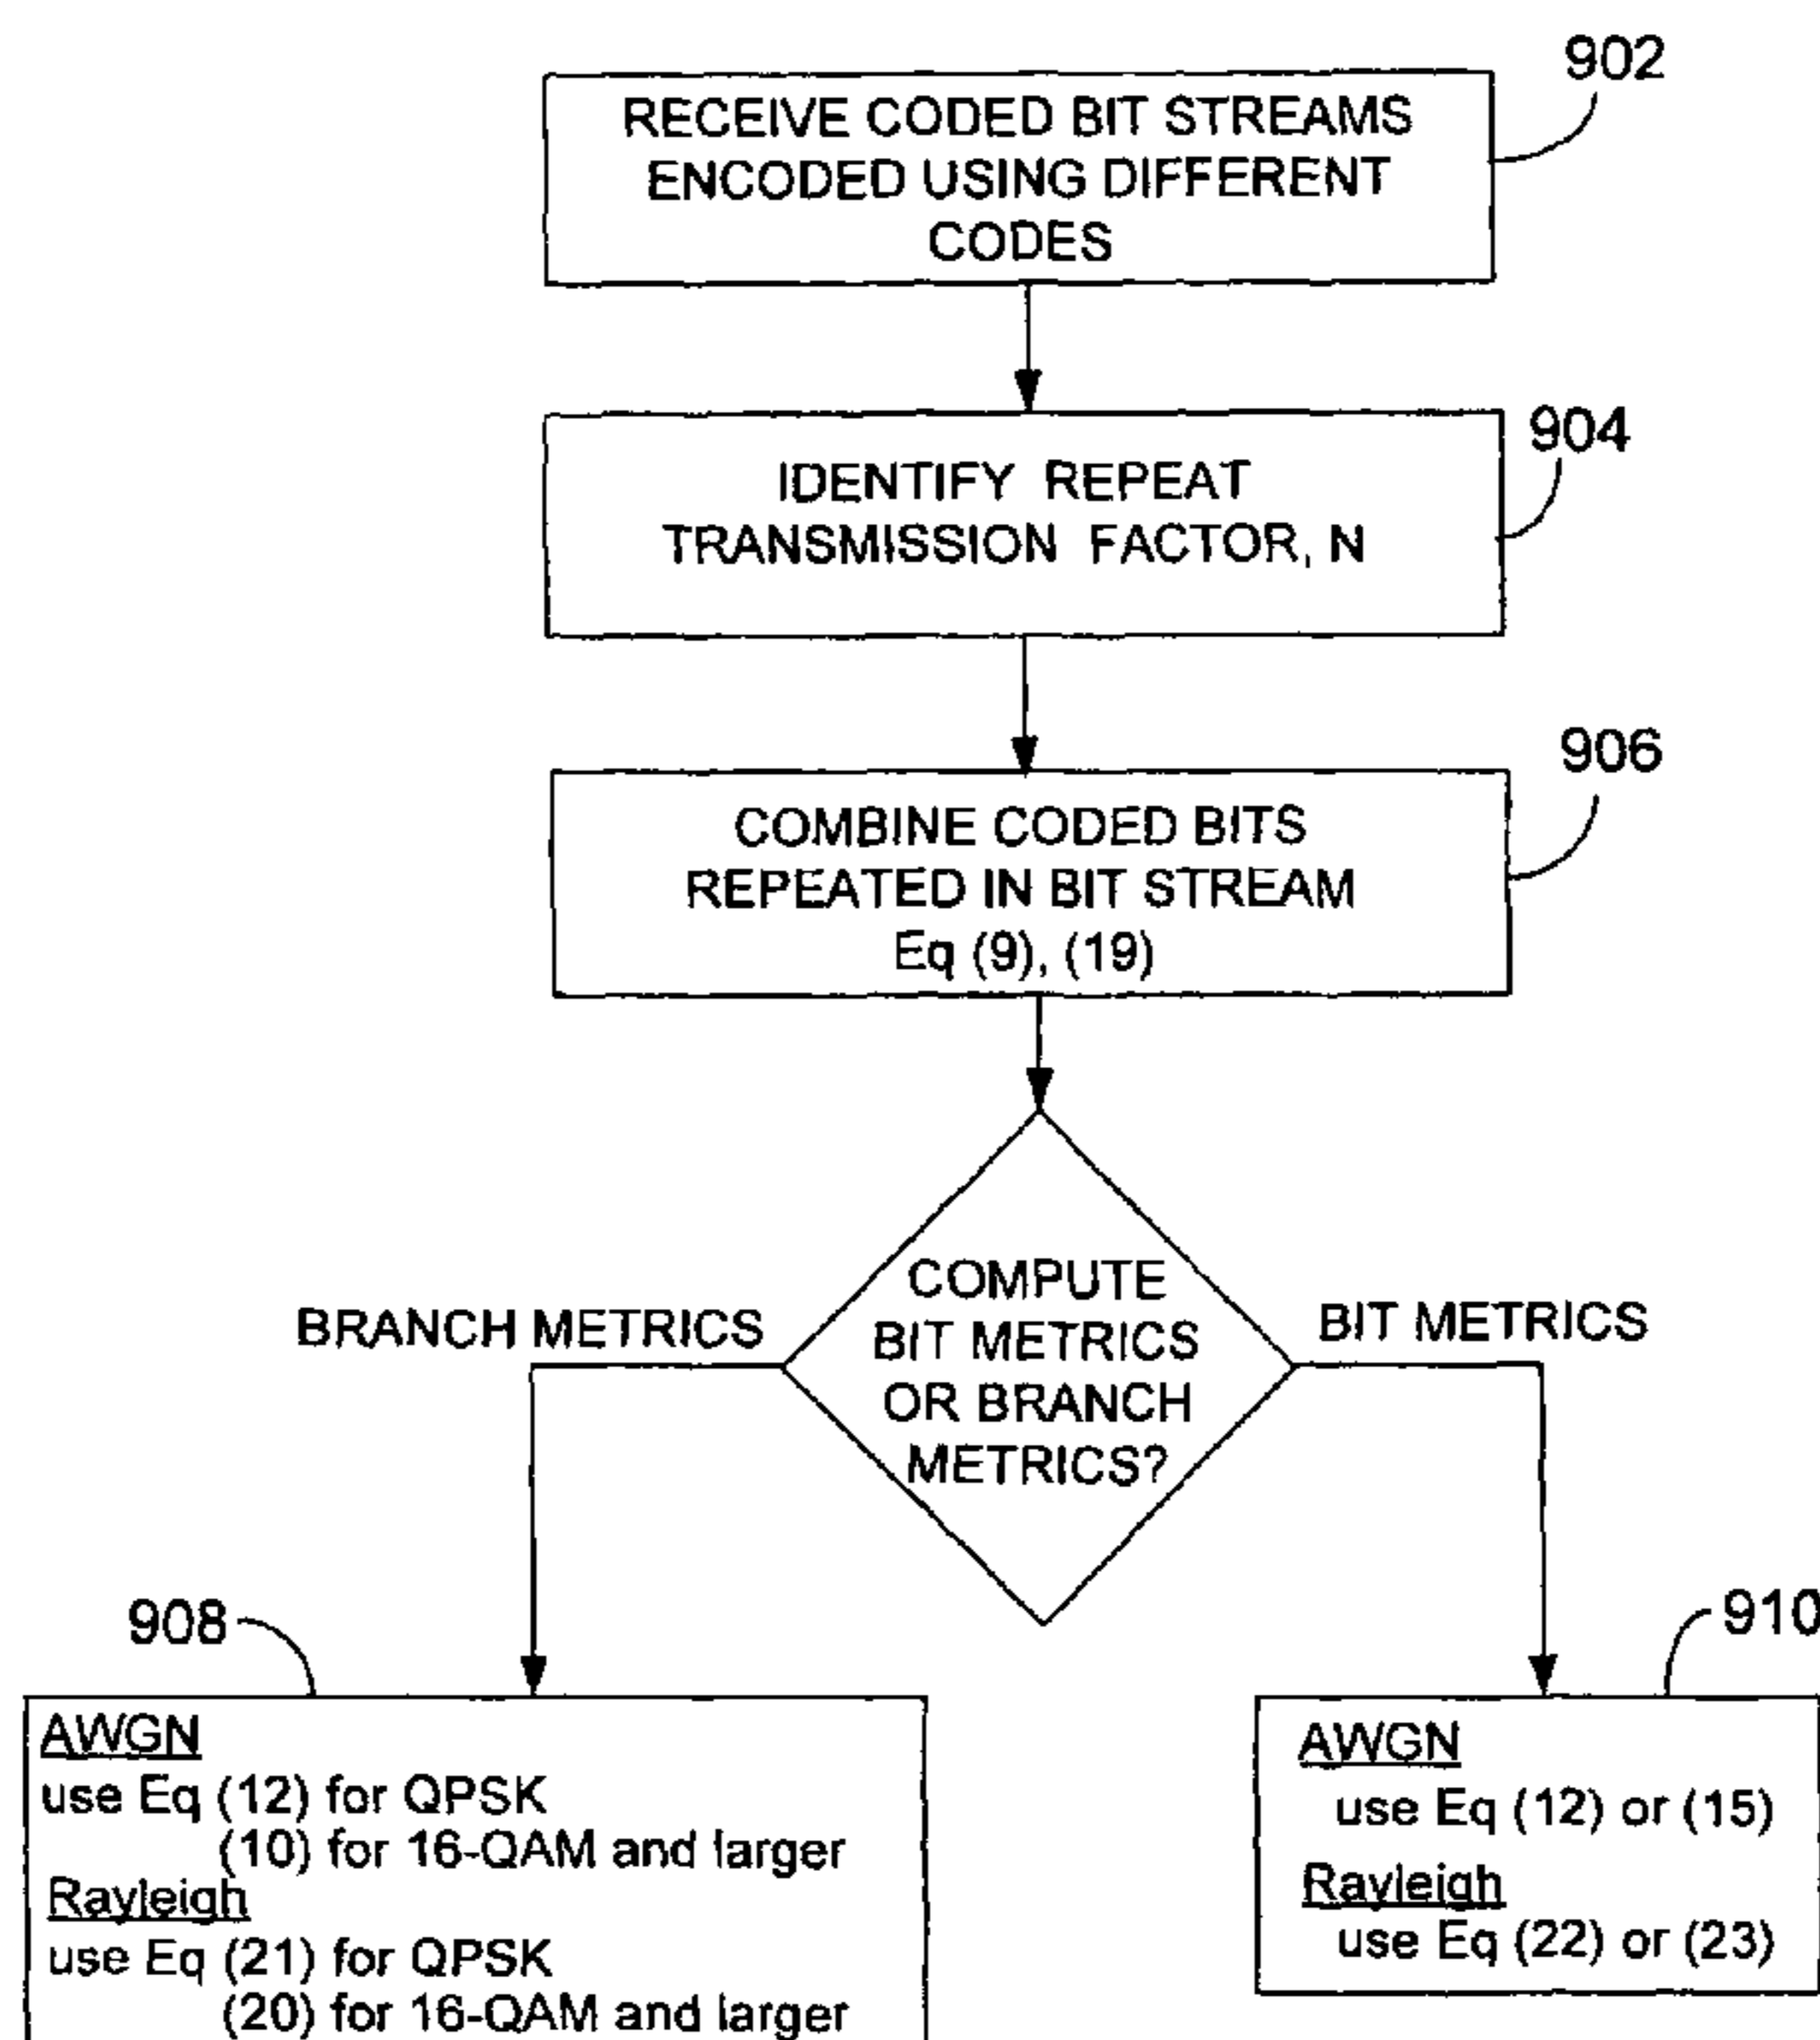 902
RECEIVE CODED BIT STREAMS
ENCODED USING DIFFERENT
CODES
904
IDENTIFY REPEAT
TRANSMISSION FACTOR, N
906
COMBINE CODED BITS
REPEATED IN BIT STREAM
Eq (9), (19)
COMPUTE
BIT METRICS
OR BRANCH
METRICS?
BRANCH METRICS
BIT METRICS
908
AWGN
use Eq (12) for QPSK
(10) for 16-QAM and larger
Rayleigh
use Eq (21) for QPSK
(20) for 16-QAM and larger
910
AWGN
use Eq (12) or (15)
Rayleigh
use Eq (22) or (23)